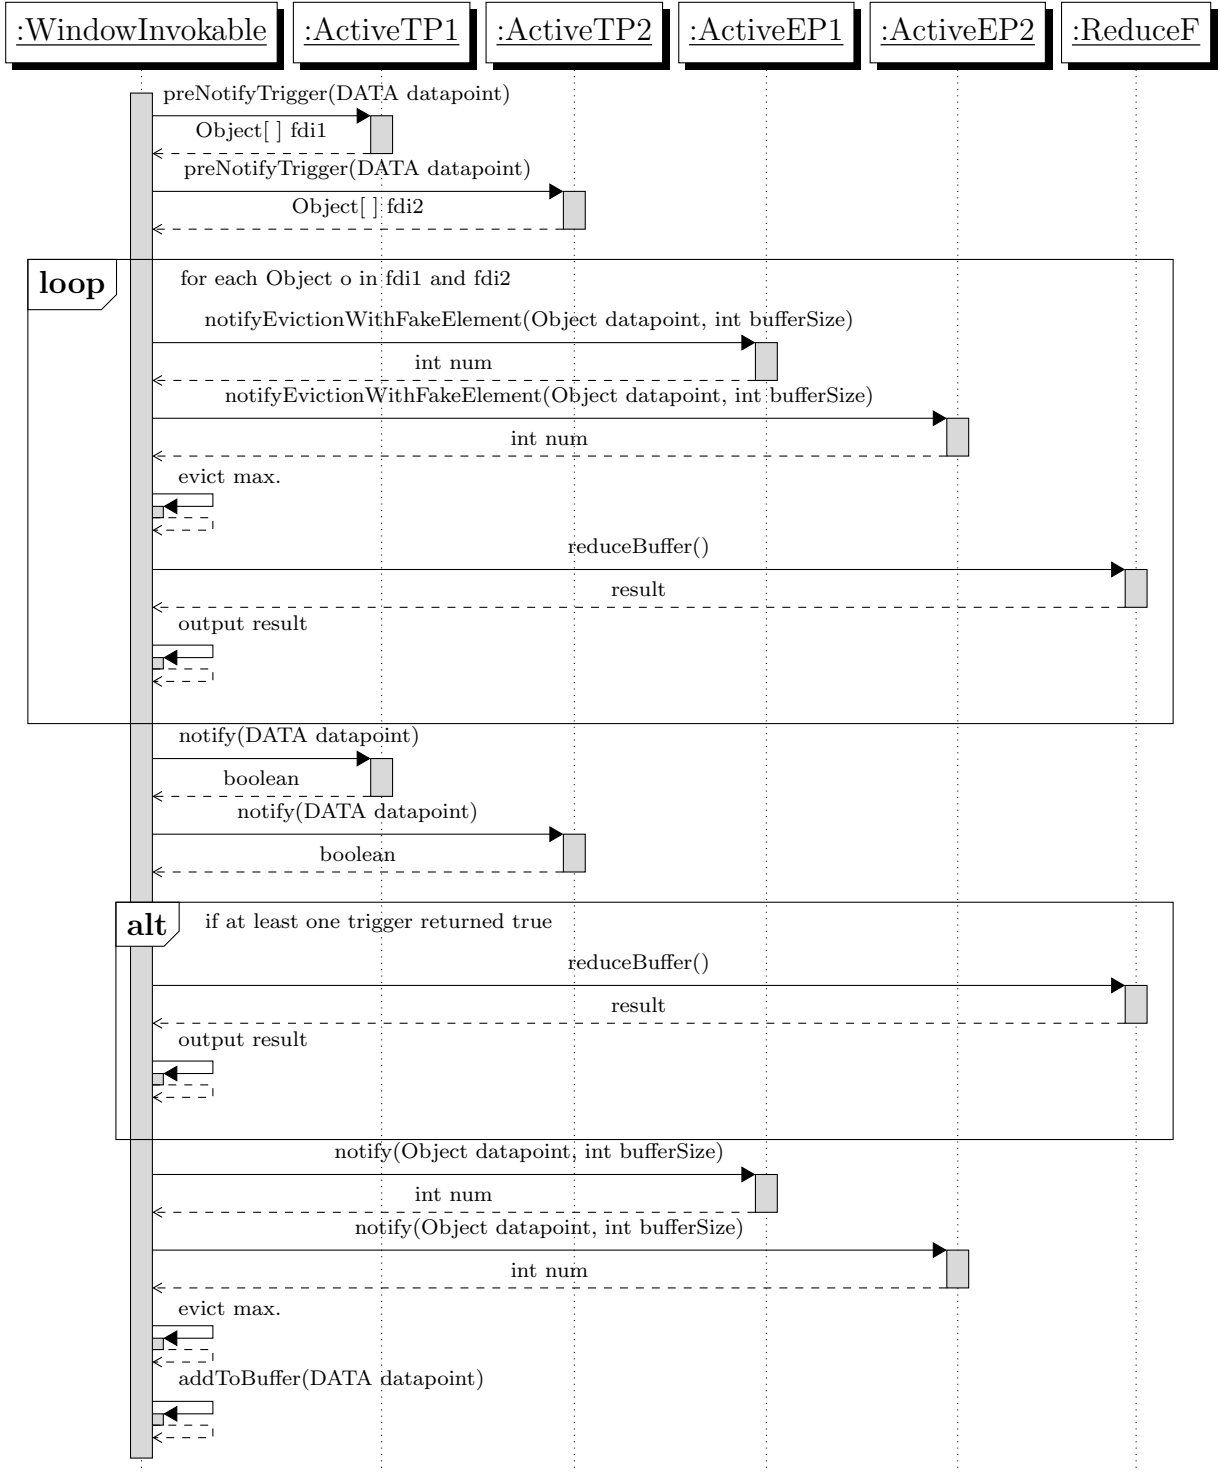 :WindowInvokable
:ActiveTP1
:ActiveTP2
:ActiveEP1
:ActiveEP2
:ReduceF
preNotifyTrigger(DATA datapoint)
Object[ ] fdi1
preNotifyTrigger(DATA datapoint)
Object[ ] fdi2
loop
for each Object o in fdi1 and fdi2
notifyEvictionWithFakeElement(Object datapoint, int bufferSize)
int num
notifyEvictionWithFakeElement(Object datapoint, int bufferSize)
int num
evict max.
reduceBuffer()
result
output result
notify(DATA datapoint)
boolean
notify(DATA datapoint)
boolean
alt
if at least one trigger returned true
reduceBuffer()
result
output result
notify(Object datapoint, int bufferSize)
int num
notify(Object datapoint, int bufferSize)
int num
evict max.
addToBuffer(DATA datapoint)